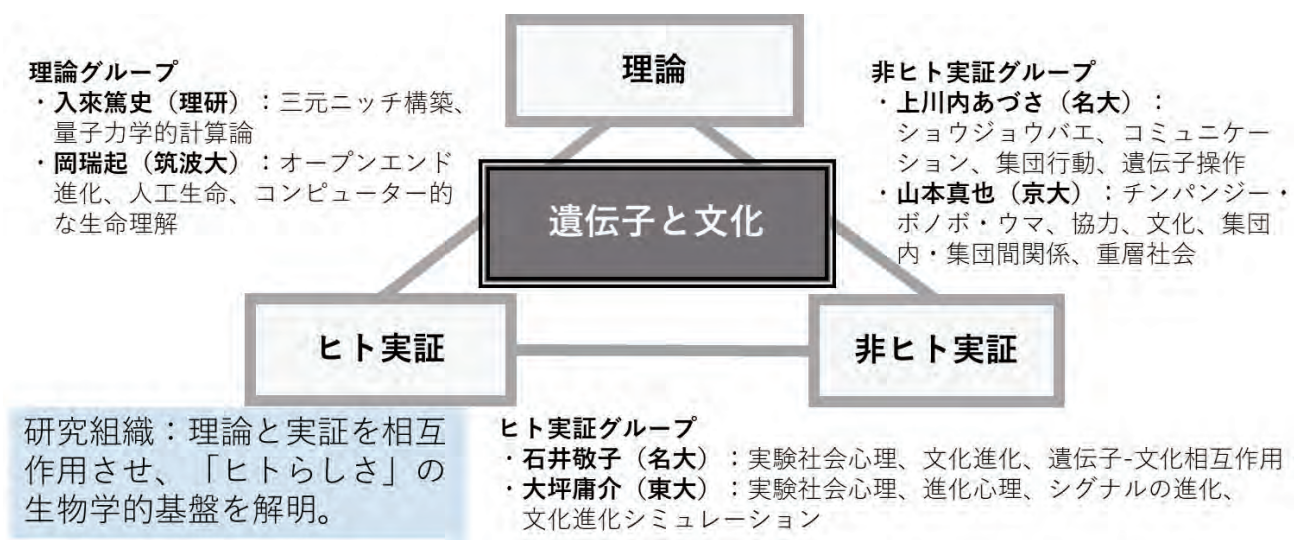 理論
理論グループ
・入來篤史（理研）：三元ニッチ構築、
量子力学的計算論
・岡瑞起（筑波大）：オープンエンド
進化、人工生命、コンピューター的
な生命理解
非ヒト実証グループ
・上川内あづさ（名大）：
ショウジョウバエ、コミュニケー
ション、集団行動、遺伝子操作
・山本真也（京大）：チンパンジー・
ボノボ・ウマ、協力、文化、集団
内・集団間関係、重層社会
遺伝子と文化
ヒト実証
非ヒト実証
研究組織：理論と実証を相互
作用させ、「ヒトらしさ」の
生物学的基盤を解明。
ヒト実証グループ
・石井敬子（名大）：実験社会心理、文化進化、遺伝子-文化相互作用
・大坪庸介（東大）：実験社会心理、進化心理、シグナルの進化、
文化進化シミュレーション